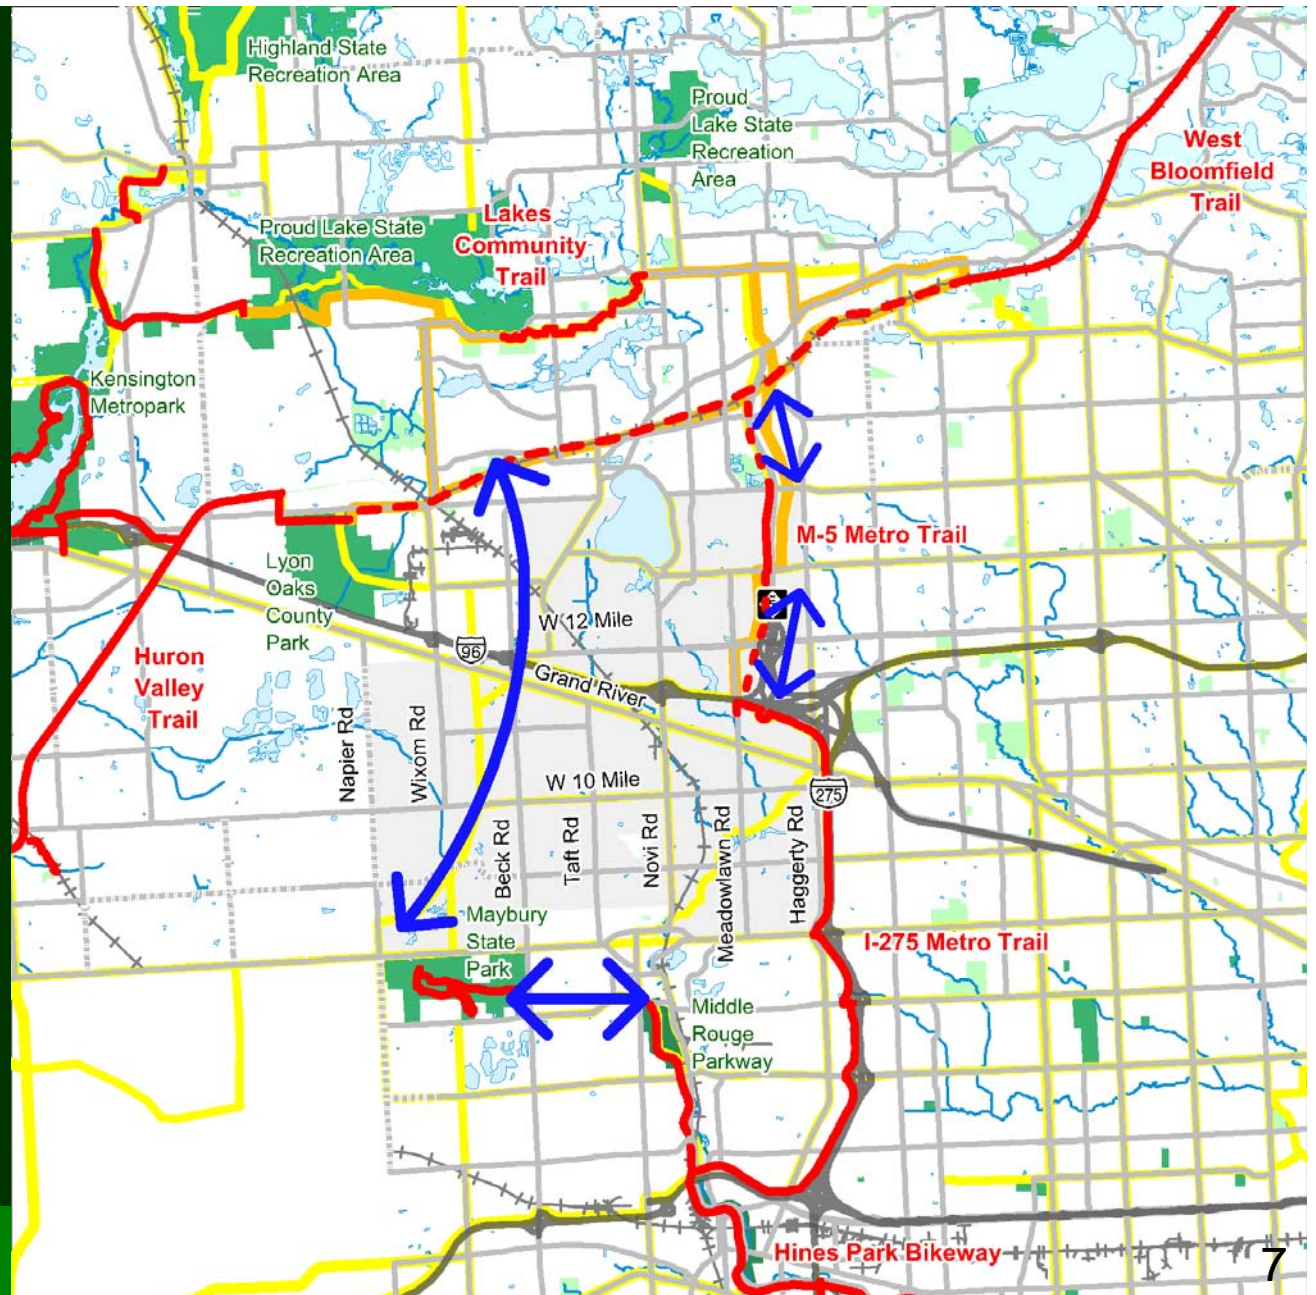 Highland State
Recreation Area
Proud
Lake State
Recreation
Area
West
Bloomfield
Trail
Lakes
Community
Trail
Proud Lake State
Recreation Area
Kensington
Metropark
M-5 Metro Trail
Lyon
Oaks
County
Park
W 12 Mile
96
Grand River
Huron
Valley
Trail
Napier Rd
Wixom Rd
W 10 Mile
275
Beck Rd
Taft Rd
Novi Rd
Meadowlawn Rd
Haggerty Rd
Maybury
State
Park
I-275 Metro Trail
Middle
Rouge
Parkway
Hines Park Bikeway
7